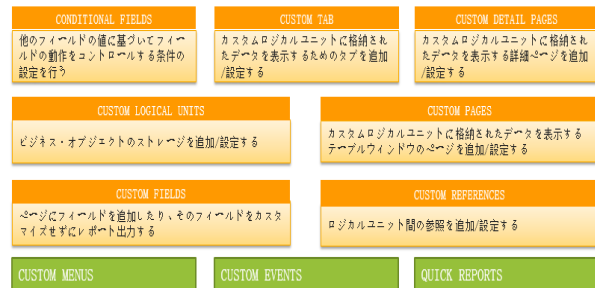 CONDITIONAL FIELDS
他のフィールドの値に基づいてフィー
ルドの動作をコントロールする条件の
設定を行う
CUSTOM TAB
カスタムロジカルユニットに格納され
たデータを表示するためのタブを追加
/設定する
CUSTOM DETAIL PAGES
カスタムロジカルユニットに格納され
たデータを表示する詳細ページを追加
/設定する
CUSTOM LOGICAL UNITS
ビジネス・オブジェクトのストレージを追加/設定する
CUSTOM PAGES
カスタムロジカルユニットに格納されたデータを表示する
テーブルウィンドウのページを追加/設定する
CUSTOM FIELDS
ページにフィールドを追加したり、そのフィールドをカスタ
マイズせずにレポート出力する
CUSTOM REFERENCES
ロジカルユニット間の参照を追加/設定する
CUSTOM MENUS
CUSTOM EVENTS
QUICK REPORTS